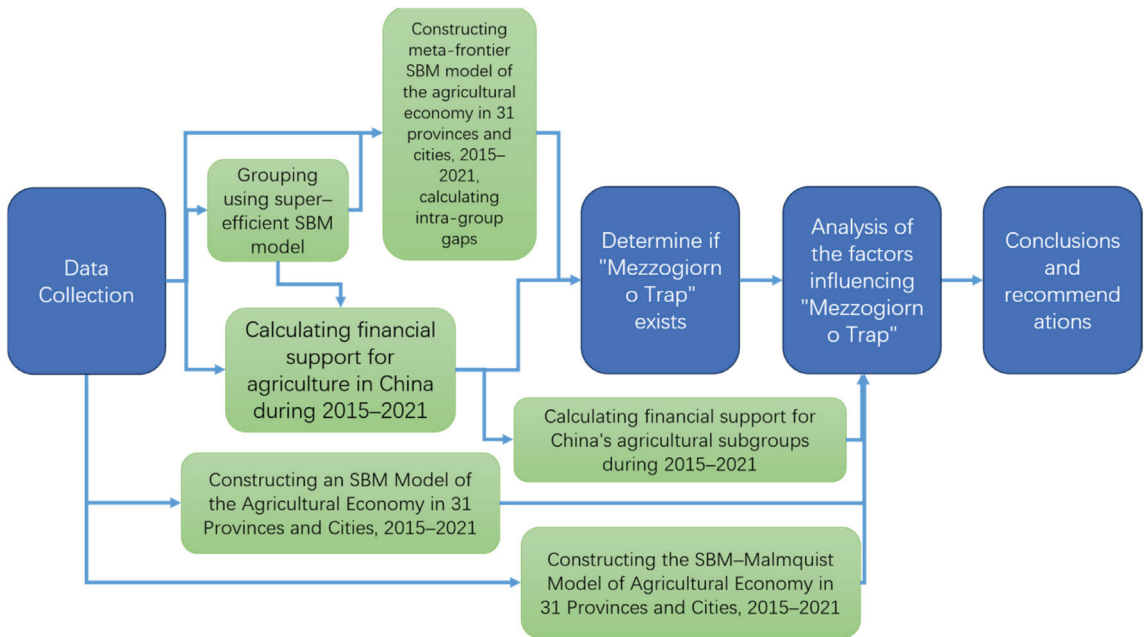 Data
Collection
Grouping
using super–
efficient SBM
model
Constructing
meta-frontier
SBM model of
the agricultural
economy in 31
provinces and
cities, 2015–
2021,
calculating
intra-group
gaps
Calculating financial
support for
agriculture in China
during 2015–2021
Calculating financial support for
China's agricultural subgroups
during 2015–2021
Constructing an SBM Model of
the Agricultural Economy in 31
Provinces and Cities, 2015–2021
Constructing the SBM–Malmquist
Model of Agricultural Economy in
31 Provinces and Cities, 2015–2021
Determine if
"Mezzogiorn
o Trap"
exists
Analysis of
the factors
influencing
"Mezzogiorn
o Trap"
Conclusions
and
recommend
ations